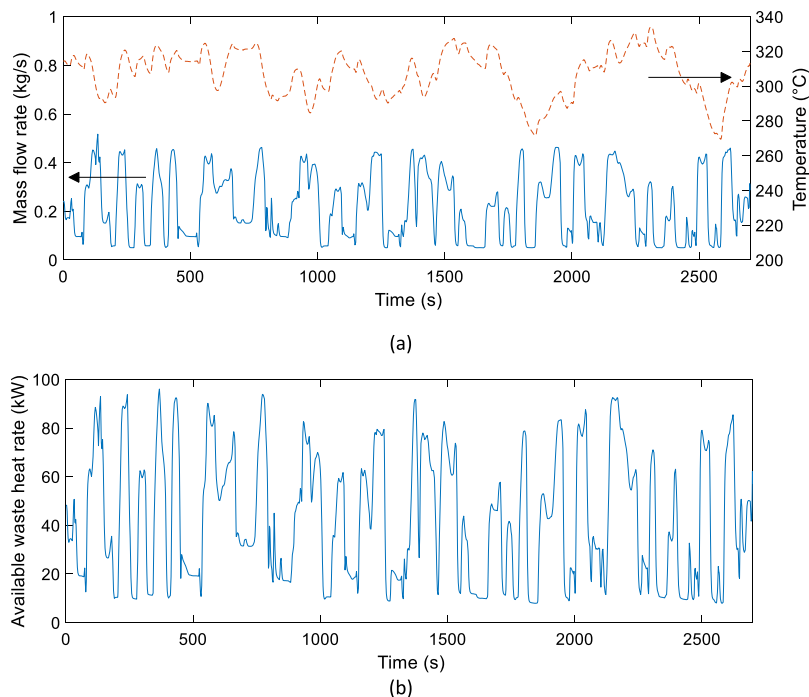 1
0.8
0.6
0.4
0.2
0
Mass flow rate (kg/s)
340
320
300
280
260
240
220
200
Temperature (°C)
0 500 1000 1500 2000 2500
Time (s)
(a)
100
80
60
40
20
0
Available waste heat rate (kW)
0 500 1000 1500 2000 2500
Time (s)
(b)